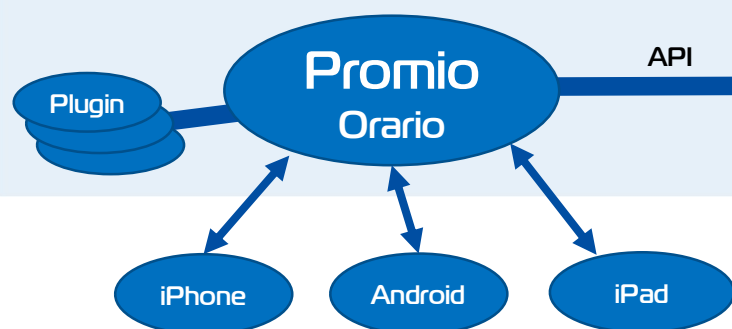 Promio
Orario
API
Plugin
iPhone
Android
iPad